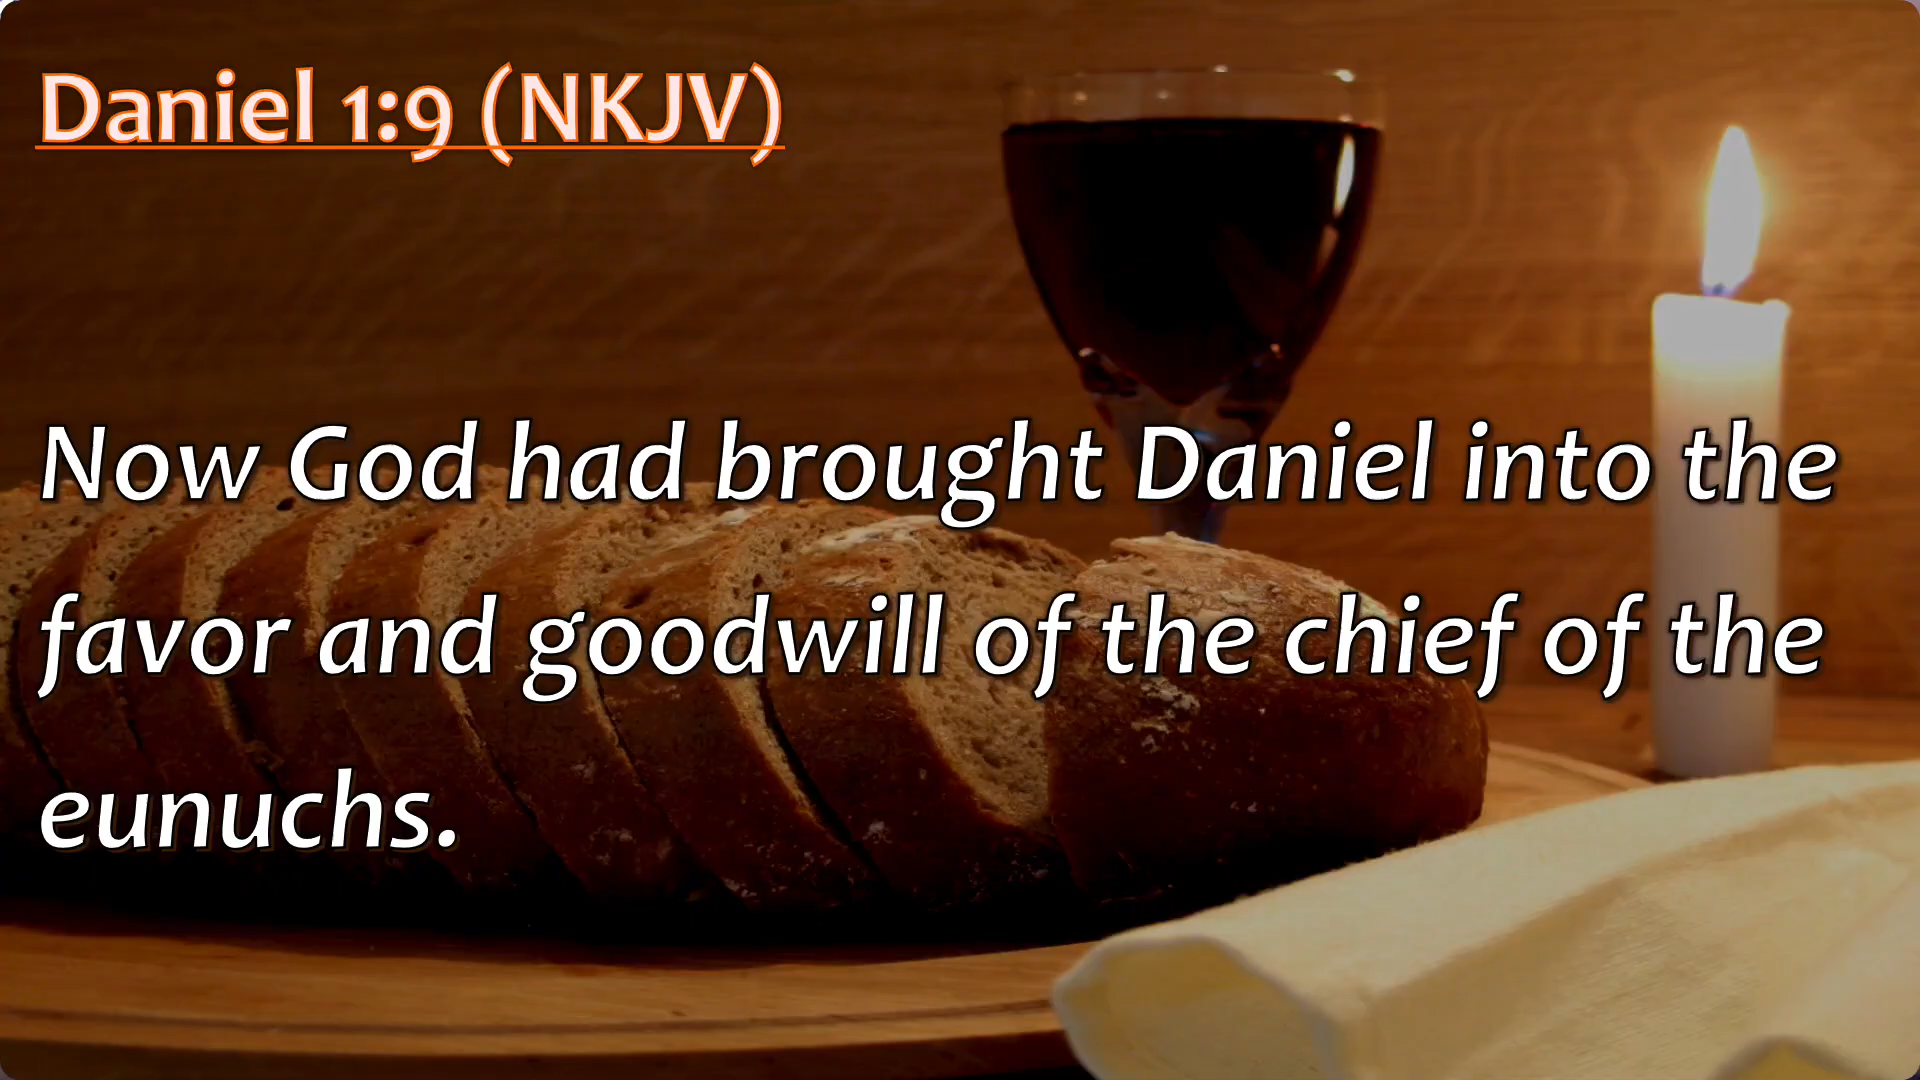 Daniel 1:9 (NKJV)
Now God had brought Daniel into the
favor and goodwill of the chief of the
eunuchs.